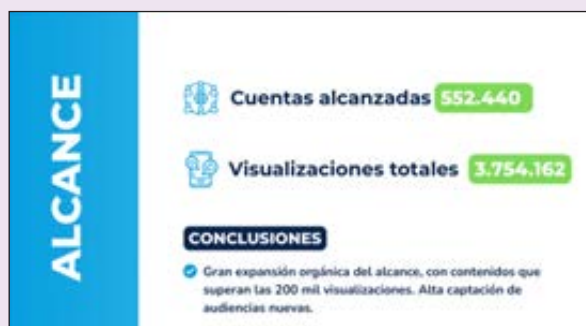 ALCANCE
Cuentas alcanzadas 552.440
Visualizaciones totales 3.754.162
CONCLUSIONES
Gran expansión orgánica del alcance, con contenidos que
superan las 200 mil visualizaciones. Alta captación de
audiencias nuevas.